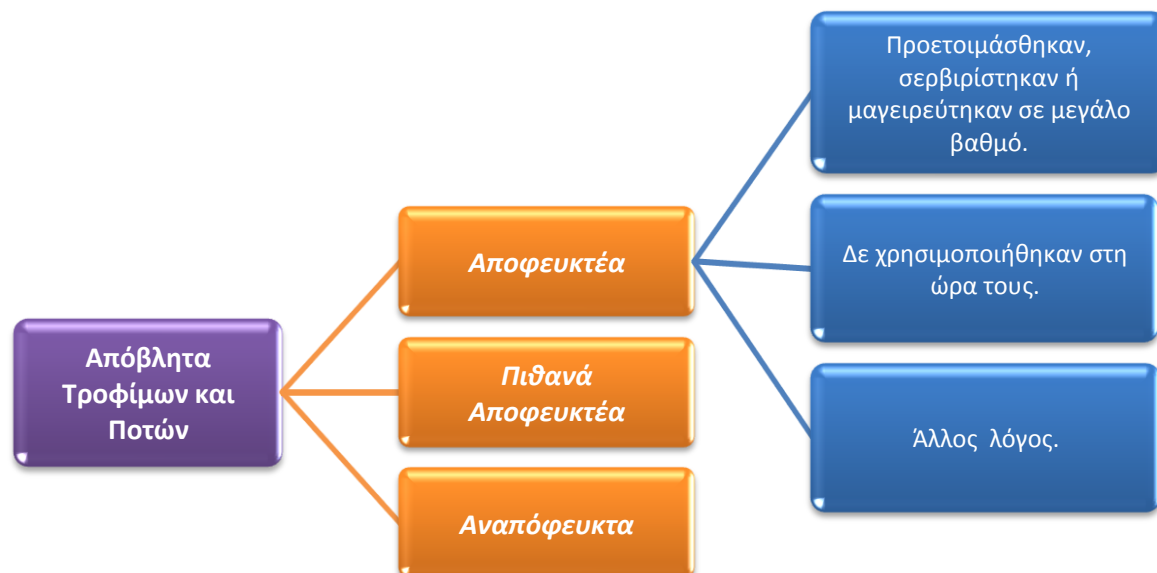 Απόβλητα
Τροφίμων και
Ποτών
Αποφευκτέα
Πιθανά
Αποφευκτέα
Αναπόφευκτα
Προετοιμάσθηκαν,
σερβιρίστηκαν ή
μαγειρεύτηκαν σε μεγάλο
βαθμό.
Δε χρησιμοποιήθηκαν στη
ώρα τους.
Άλλος λόγος.